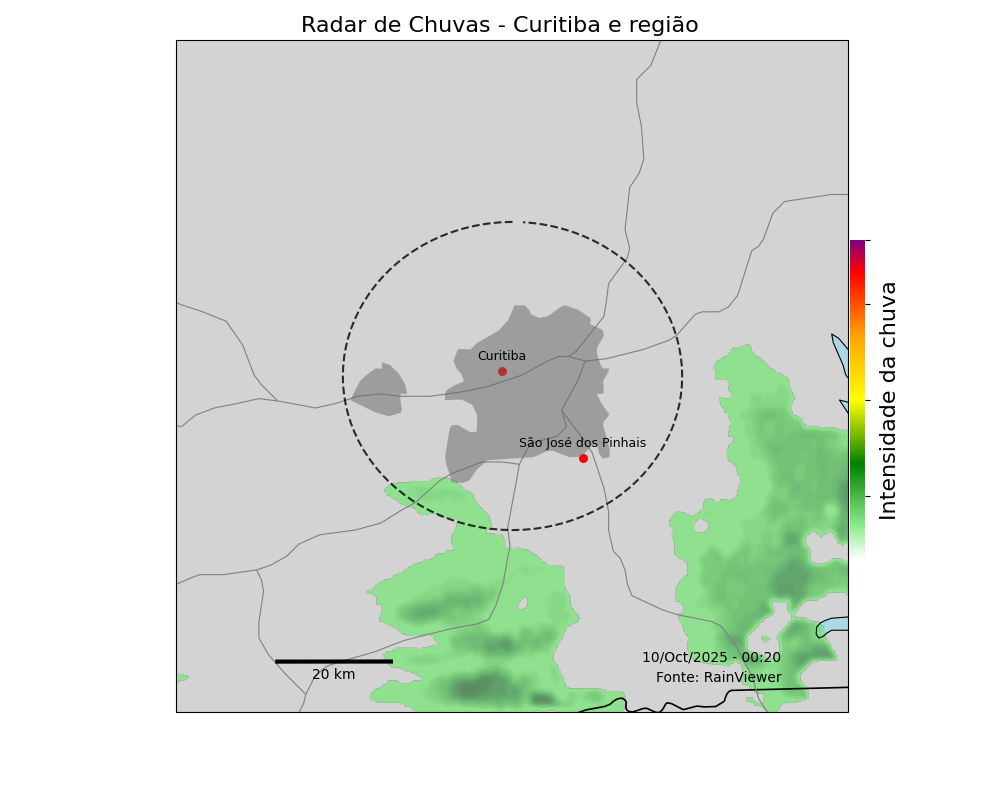 Radar de Chuvas - Curitiba e região
Curitiba
São José dos Pinhais
Intensidade da chuva
10/Oct/2025 - 00:20
20 km
Fonte: RainViewer